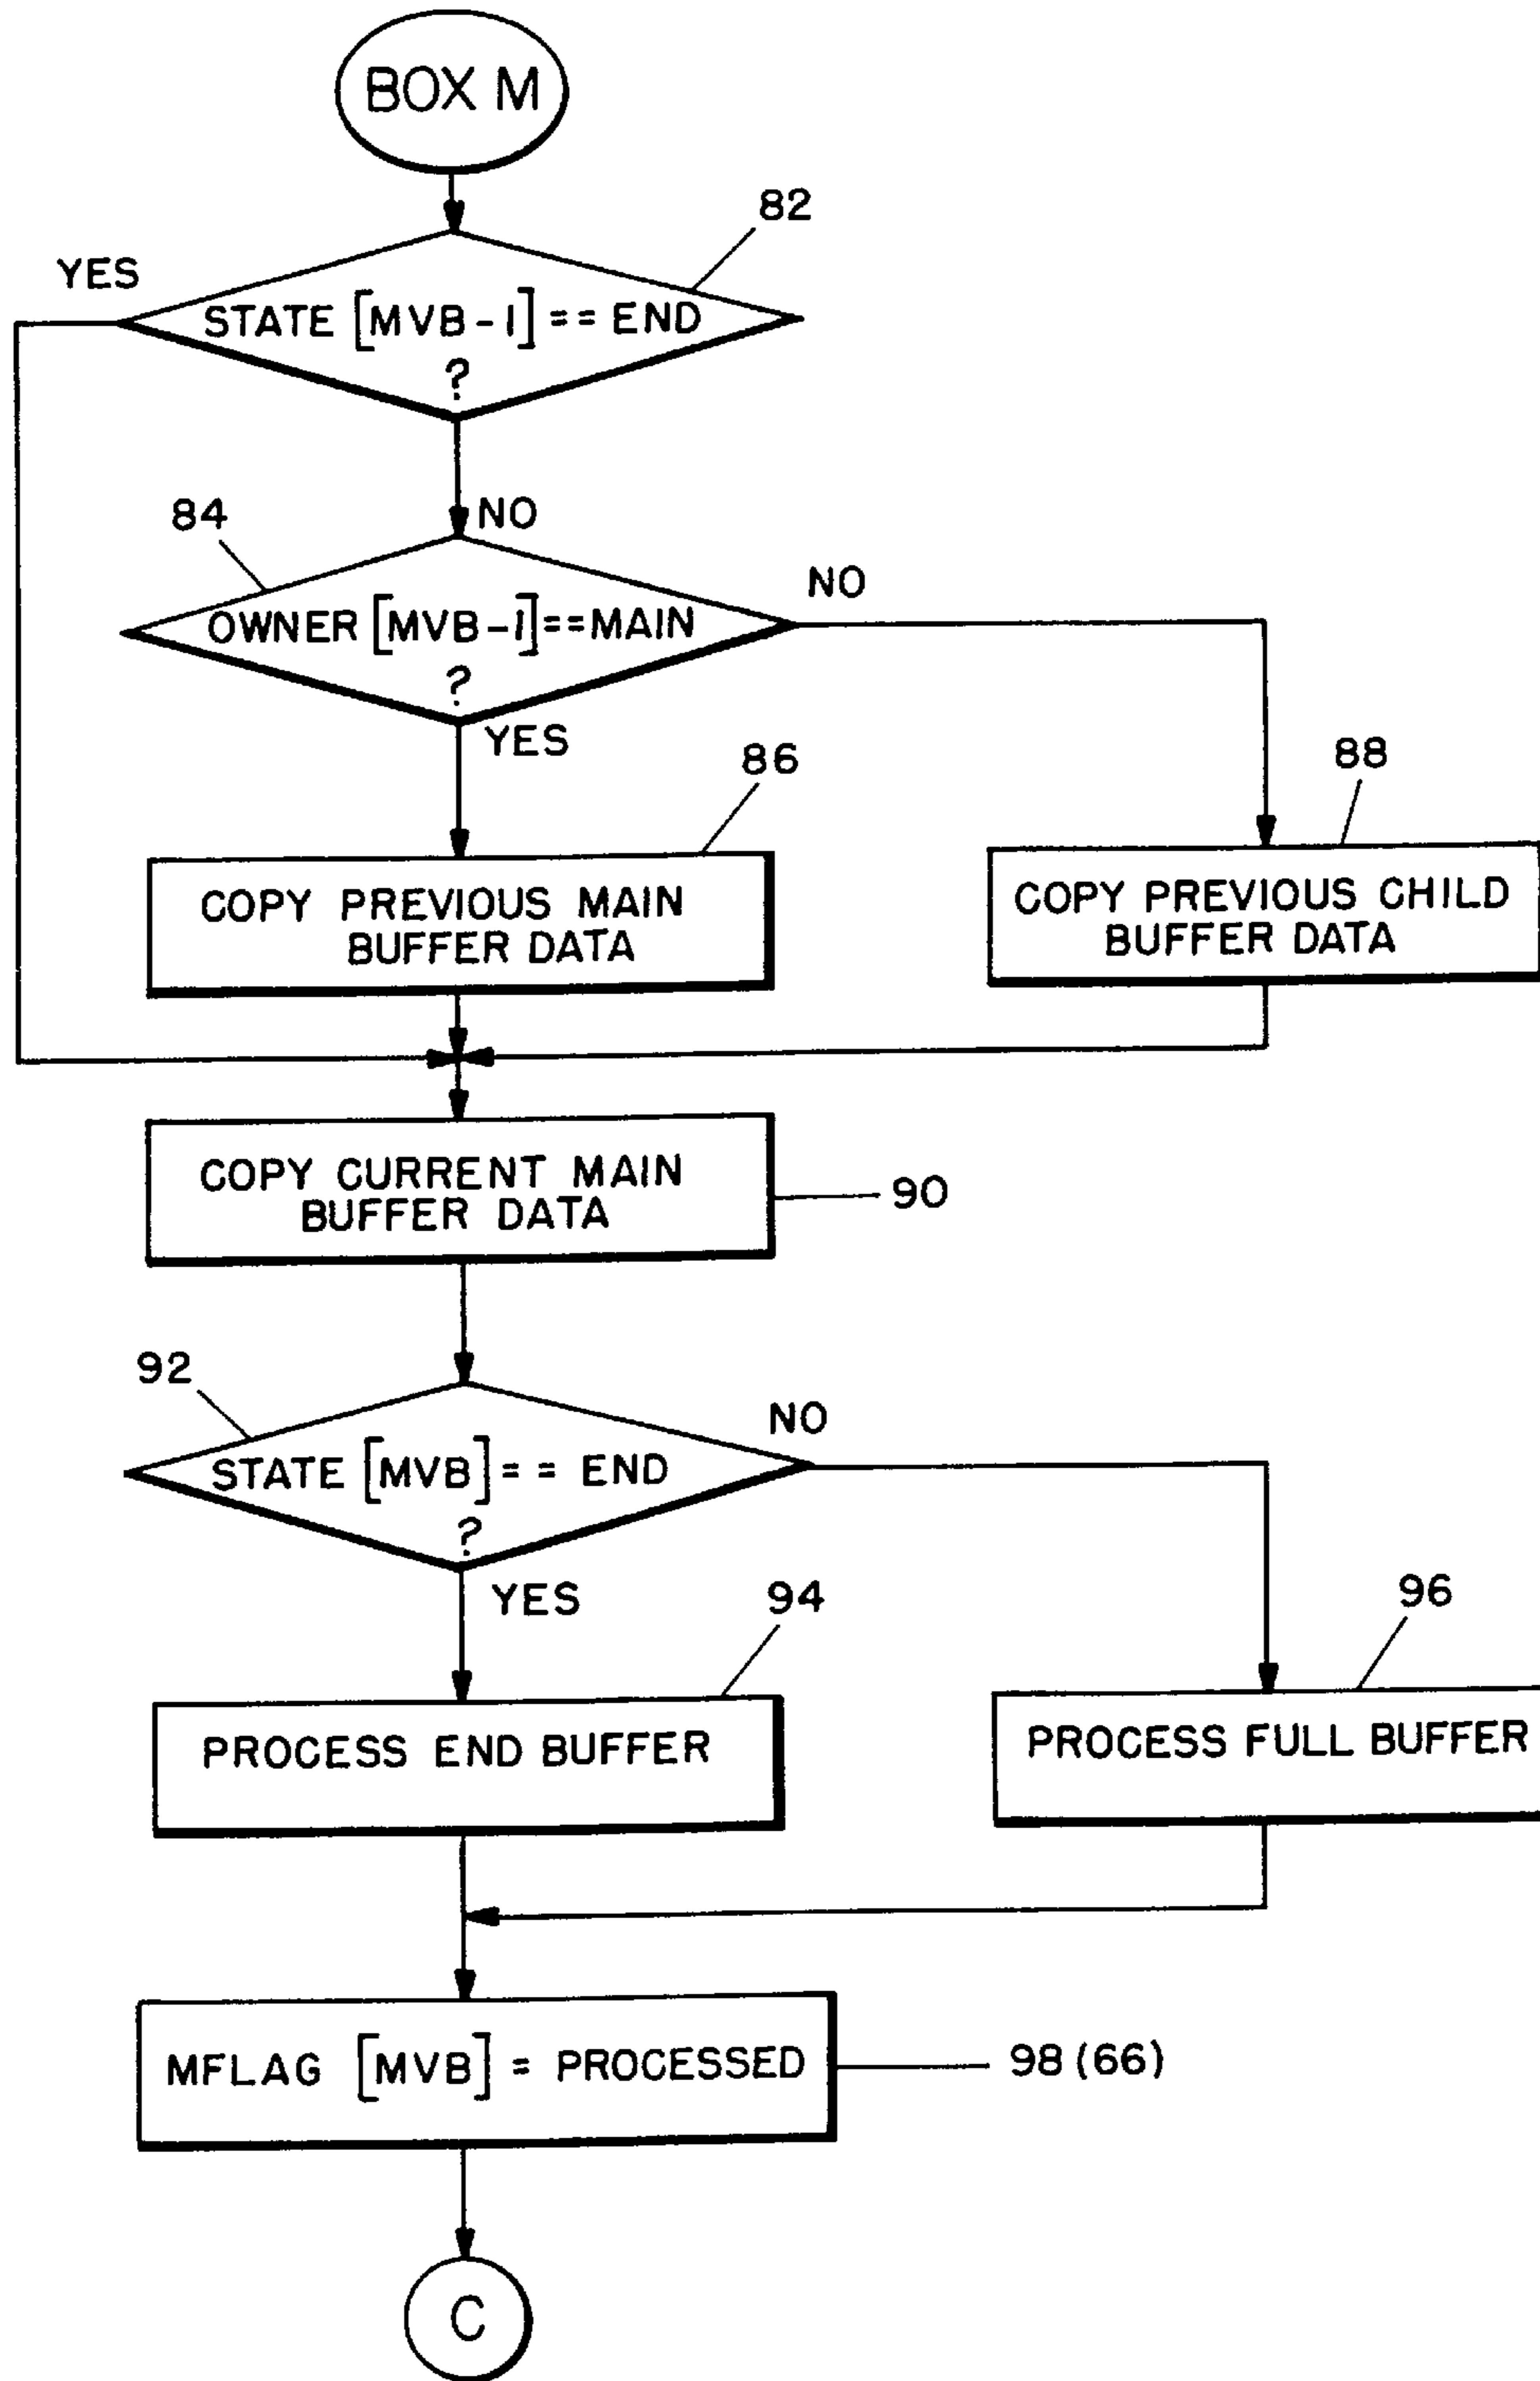 BOX M
82
YES
STATE [MVB-1] == END
?
NO
84
NO
OWNER [MVB-1]==MAIN
?
YES
86
88
COPY PREVIOUS MAIN
BUFFER DATA
COPY PREVIOUS CHILD
BUFFER DATA
COPY CURRENT MAIN
BUFFER DATA
90
92
NO
STATE [MVB]== END
?
YES
94
96
PROCESS END BUFFER
PROCESS FULL BUFFER
MFLAG [MVB] = PROCESSED
98 (66)
C